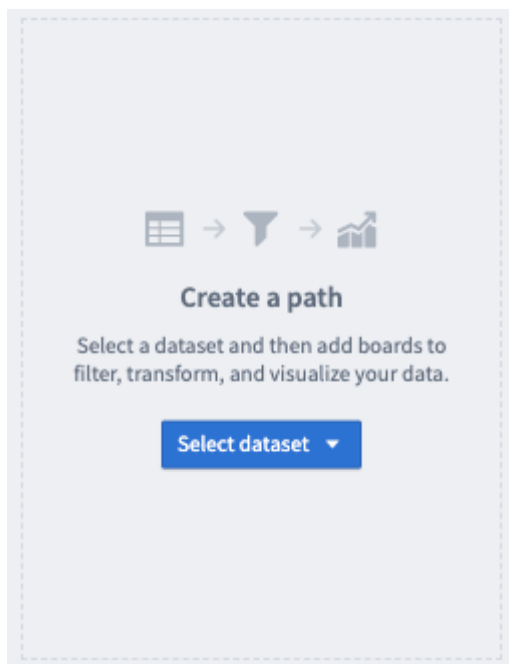 Create a path
Select a dataset and then add boards to
filter, transform, and visualize your data.
Select dataset